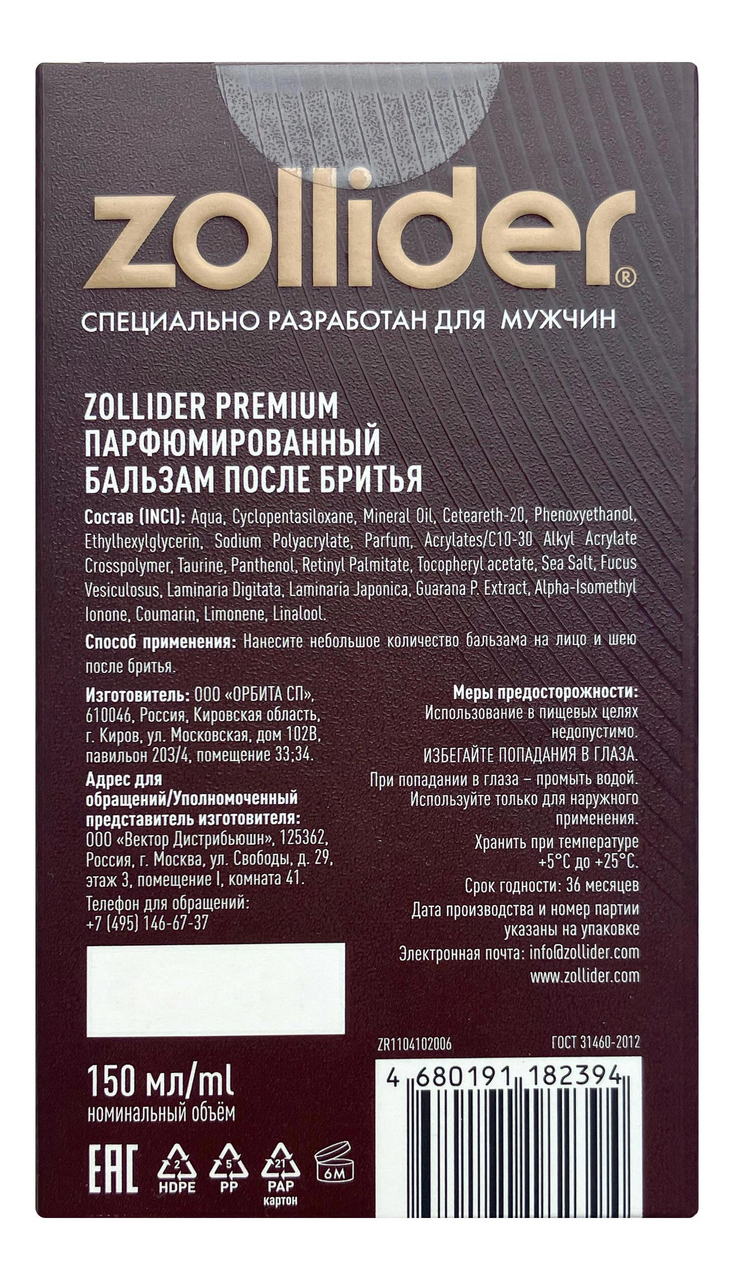 zollider®
СПЕЦИАЛЬНО РАЗРАБОТАН ДЛЯ МУЖЧИН
ZOLLIDER PREMIUM
ПАРФЮМИРОВАННЫЙ
БАЛЬЗАМ ПОСЛЕ БРИТЬЯ
Состав (INCI): Aqua, Cyclopentasiloxane, Mineral Oil, Ceteareth-20, Phenoxyethanol,
Ethylhexylglycerin, Sodium Polyacrylate, Parfum, Acrylates/C10-30 Alkyl Acrylate
Crosspolymer, Taurine, Panthenol, Retinyl Palmitate, Tocopheryl acetate, Sea Salt, Fucus
Vesiculosus, Laminaria Digitata, Laminaria Japonica, Guarana P. Extract, Alpha-Isomethyl
Ionone, Coumarin, Limonene, Linalool.
Способ применения: Нанесите небольшое количество бальзама на лицо и шею
после бритья.
Изготовитель: ООО «ОРБИТА СП»,
610046, Россия, Кировская область,
г. Киров, ул. Московская, дом 102В,
павильон 203/4, помещение 33;34.
Адрес для
обращений/Уполномоченный
представитель изготовителя:
ООО «Вектор Дистрибьюшн», 125362,
Россия, г. Москва, ул. Свободы, д. 29,
этаж 3, помещение I, комната 41.
Телефон для обращений:
+7 (495) 146-67-37
Меры предосторожности:
Использование в пищевых целях
недопустимо.
ИЗБЕГАЙТЕ ПОПАДАНИЯ В ГЛАЗА.
При попадании в глаза – промыть водой.
Используйте только для наружного
применения.
Хранить при температуре
+5°С до +25°С.
Срок годности: 36 месяцев
Дата производства и номер партии
указаны на упаковке
Электронная почта: info@zollider.com
www.zollider.com
ZR1104102006
ГОСТ 31460-2012
150 мл/ml
номинальный объём
4 680191 182394
EAC
2
HDPE
5
PP
21
PAP
картон
6M